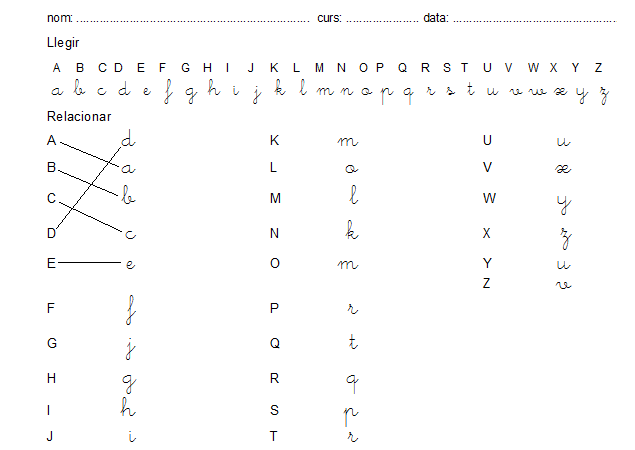 nom: ........................................................................ curs: ...................... data: ..................................................
Llegir
A B C D E F G H I J K L M N O P Q R S T U V W X Y Z
a b c d e f g h i j k l m n o p q r s t u v w x y z
Relacionar
A d K m U u
B a L o V x
C b M l W y
D c N k X z
E e O m Y u
Z v
F f P r
G j Q t
H g R q
I h S p
J i T r